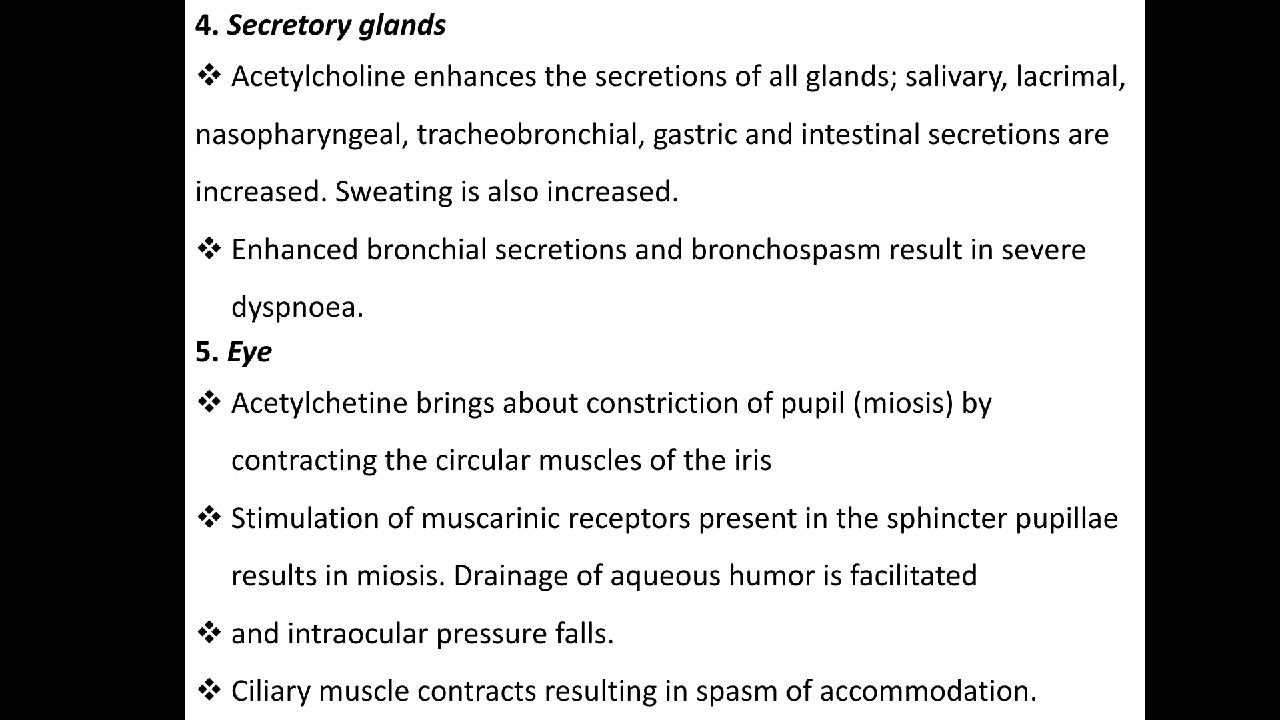 4. Secretory glands
❖ Acetylcholine enhances the secretions of all glands; salivary, lacrimal,
nasopharyngeal, tracheobronchial, gastric and intestinal secretions are
increased. Sweating is also increased.
❖ Enhanced bronchial secretions and bronchospasm result in severe
dyspnoea.
5. Eye
❖ Acetylchetine brings about constriction of pupil (miosis) by
contracting the circular muscles of the iris
❖ Stimulation of muscarinic receptors present in the sphincter pupillae
results in miosis. Drainage of aqueous humor is facilitated
❖ and intraocular pressure falls.
❖ Ciliary muscle contracts resulting in spasm of accommodation.